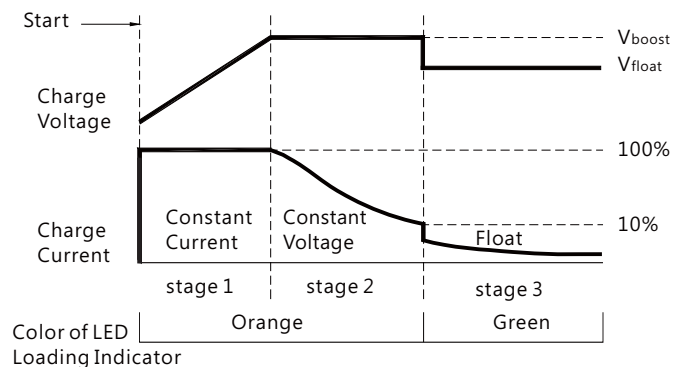 Start
Vboost
Vfloat
Charge
Voltage
100%
Constant
Current
Constant
Voltage
10%
Charge
Current
Float
stage 1
stage 2
stage 3
Orange
Green
Color of LED
Loading Indicator